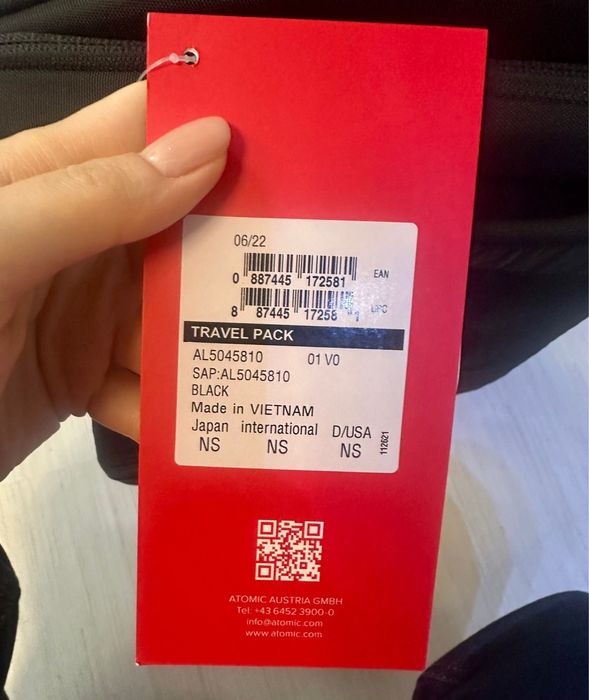 06/22
0 887445 172581 EAN
8 87445 17258 1 UPC
TRAVEL PACK
AL5045810 01 V0
SAP:AL5045810
BLACK
Made in VIETNAM
Japan international D/USA
NS NS NS
112621
ATOMIC AUSTRIA GMBH
Tel: +43 6452 3900-0
info@atomic.com
www.atomic.com